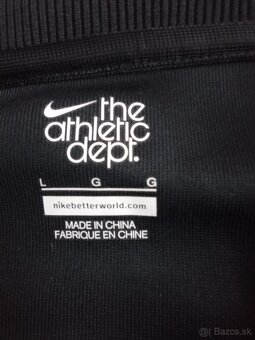 the
athletic
dept.
L G G
nikebetterworld.com
MADE IN CHINA
FABRIQUE EN CHINE
@Bazos.sk